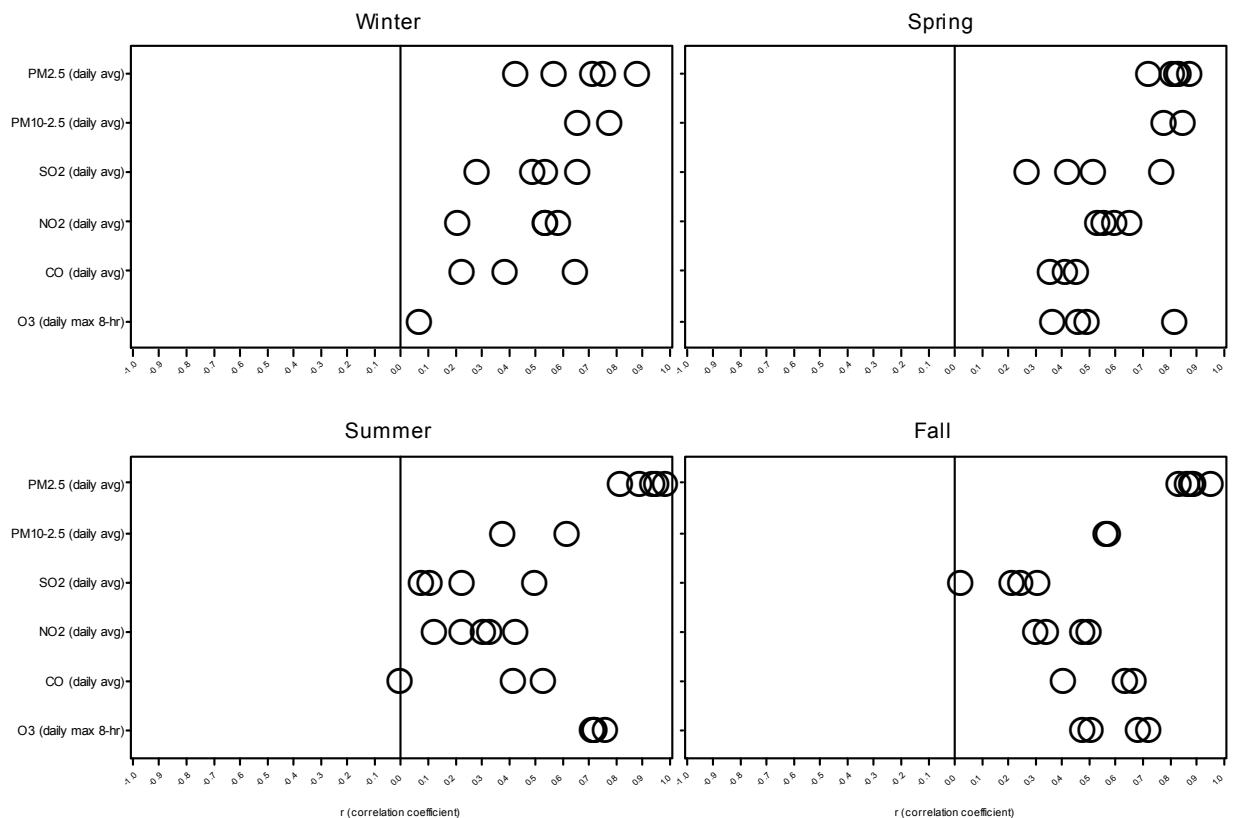 Winter
Spring
PM2.5 (daily avg)
PM10-2.5 (daily avg)
SO2 (daily avg)
NO2 (daily avg)
CO (daily avg)
O3 (daily max 8-hr)
-1.0 -0.9 -0.8 -0.7 -0.6 -0.5 -0.4 -0.3 -0.2 -0.1 0.0 0.1 0.2 0.3 0.4 0.5 0.6 0.7 0.8 0.9 1.0
-1.0 -0.9 -0.8 -0.7 -0.6 -0.5 -0.4 -0.3 -0.2 -0.1 0.0 0.1 0.2 0.3 0.4 0.5 0.6 0.7 0.8 0.9 1.0
Summer
Fall
PM2.5 (daily avg)
PM10-2.5 (daily avg)
SO2 (daily avg)
NO2 (daily avg)
CO (daily avg)
O3 (daily max 8-hr)
-1.0 -0.9 -0.8 -0.7 -0.6 -0.5 -0.4 -0.3 -0.2 -0.1 0.0 0.1 0.2 0.3 0.4 0.5 0.6 0.7 0.8 0.9 1.0
-1.0 -0.9 -0.8 -0.7 -0.6 -0.5 -0.4 -0.3 -0.2 -0.1 0.0 0.1 0.2 0.3 0.4 0.5 0.6 0.7 0.8 0.9 1.0
r (correlation coefficient)
r (correlation coefficient)